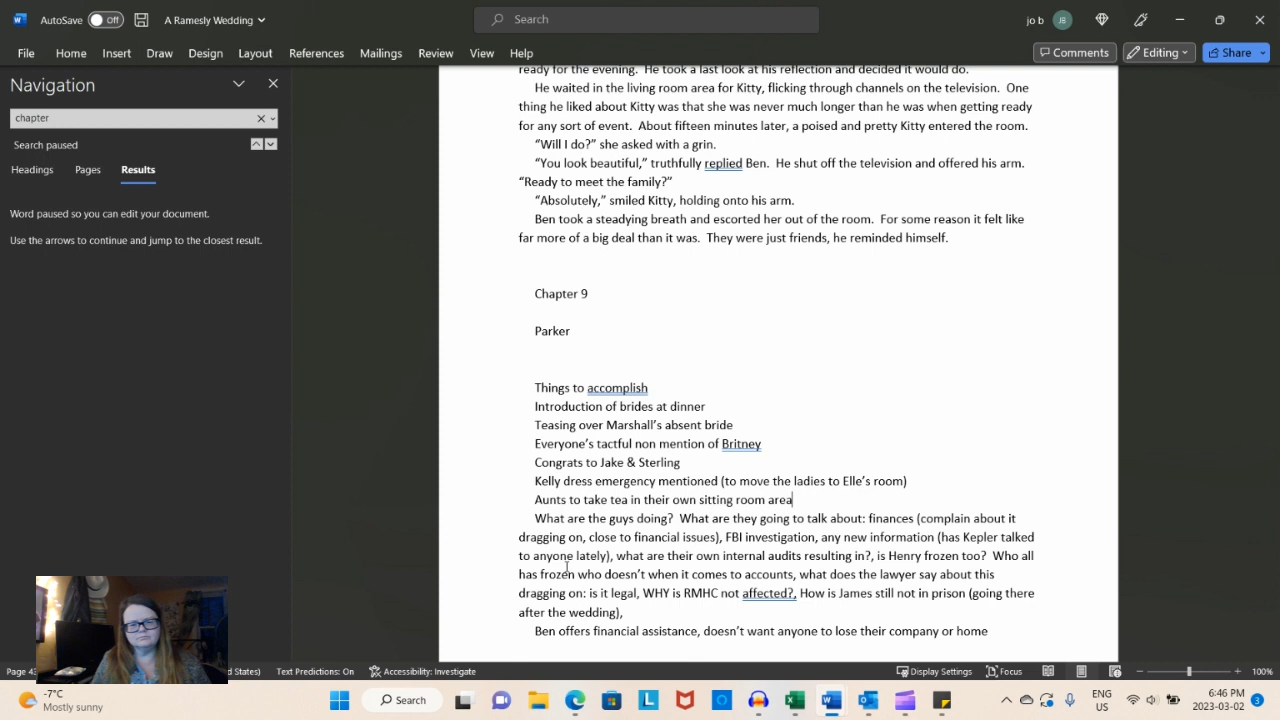 AutoSave Off A Ramesly Wedding Search jo b JB
File Home Insert Draw Design Layout References Mailings Review View Help Comments Editing Share
Navigation
chapter
Search paused
Headings Pages Results
Word paused so you can edit your document.
Use the arrows to continue and jump to the closest result.
ready for the evening. He took a last look at his reflection and decided it would do.
He waited in the living room area for Kitty, flicking through channels on the television. One
thing he liked about Kitty was that she was never much longer than he was when getting ready
for any sort of event. About fifteen minutes later, a poised and pretty Kitty entered the room.
“Will I do?” she asked with a grin.
“You look beautiful,” truthfully replied Ben. He shut off the television and offered his arm.
“Ready to meet the family?”
“Absolutely,” smiled Kitty, holding onto his arm.
Ben took a steadying breath and escorted her out of the room. For some reason it felt like
far more of a big deal than it was. They were just friends, he reminded himself.
Chapter 9
Parker
Things to accomplish
Introduction of brides at dinner
Teasing over Marshall’s absent bride
Everyone’s tactful non mention of Britney
Congrats to Jake & Sterling
Kelly dress emergency mentioned (to move the ladies to Elle’s room)
Aunts to take tea in their own sitting room area
What are the guys doing? What are they going to talk about: finances (complain about it
dragging on, close to financial issues), FBI investigation, any new information (has Kepler talked
to anyone lately), what are their own internal audits resulting in?, is Henry frozen too? Who all
has frozen who doesn’t when it comes to accounts, what does the lawyer say about this
dragging on: is it legal, WHY is RMHC not affected?, How is James still not in prison (going there
after the wedding),
Ben offers financial assistance, doesn’t want anyone to lose their company or home
Page 4 States) Text Predictions: On Accessibility: Investigate Display Settings Focus 100%
-7°C
Mostly sunny
Search
ENG
US
6:46 PM
2023-03-02
3